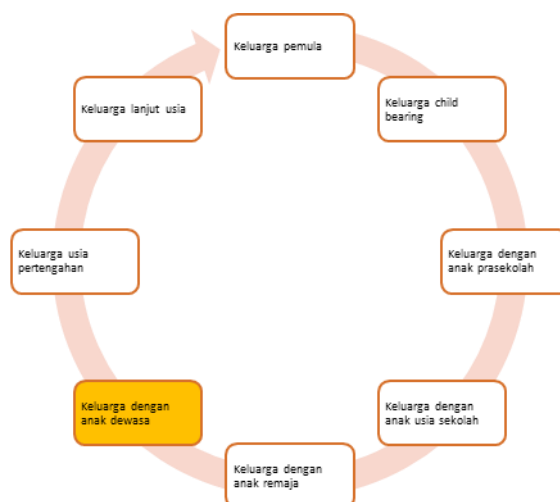 Keluarga pemula
Keluarga child
bearing
Keluarga dengan
anak prasekolah
Keluarga dengan
anak usia sekolah
Keluarga dengan
anak remaja
Keluarga dengan
anak dewasa
Keluarga usia
pertengahan
Keluarga lanjut usia